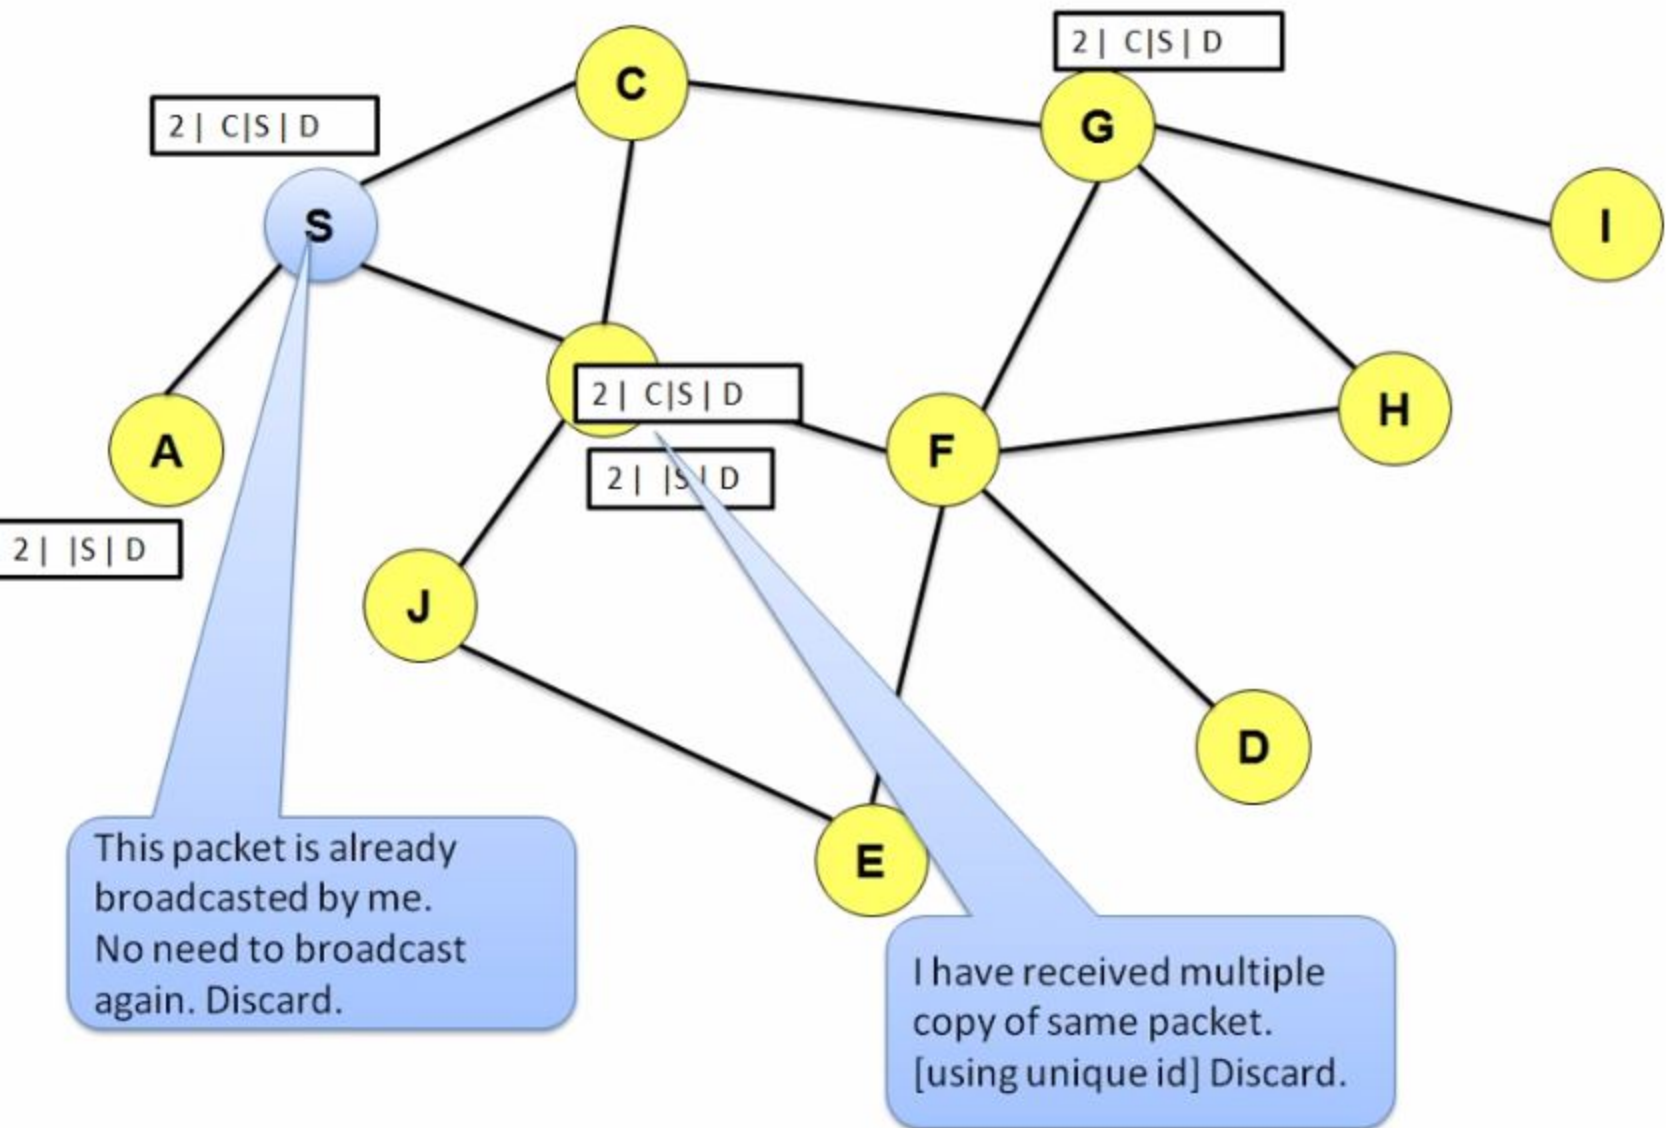 C
2 | C|S | D
G
2 | C|S | D
S
I
2 | C|S | D
H
A
F
2 | |S | D
2 | |S | D
J
D
This packet is already
broadcasted by me.
No need to broadcast
again. Discard.
E
I have received multiple
copy of same packet.
[using unique id] Discard.